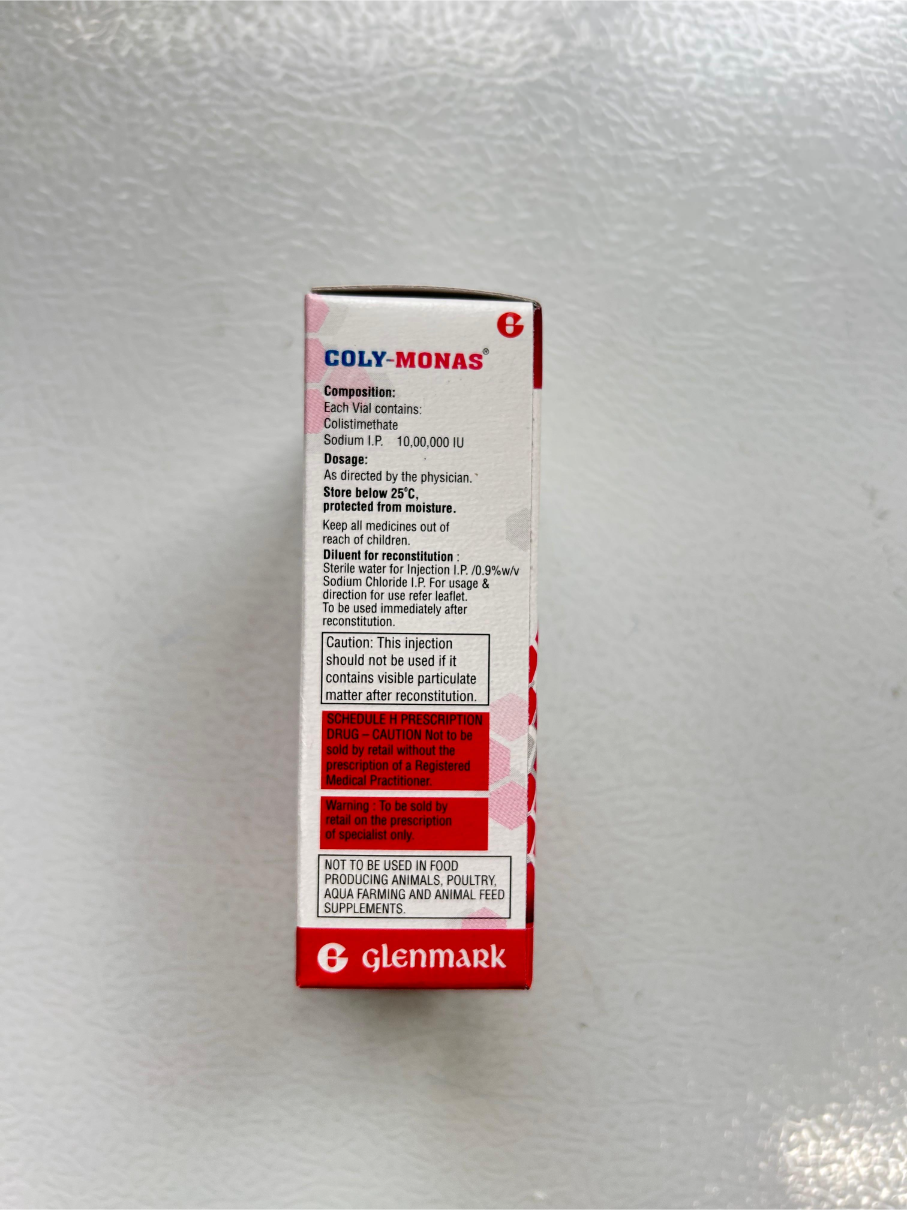 COLY-MONAS®
Composition:
Each Vial contains:
Colistimethate
Sodium I.P. 10,00,000 IU
Dosage:
As directed by the physician.
Store below 25°C,
protected from moisture.
Keep all medicines out of
reach of children.
Diluent for reconstitution :
Sterile water for Injection I.P. /0.9%w/v
Sodium Chloride I.P. For usage &
direction for use refer leaflet.
To be used immediately after
reconstitution.
Caution: This injection
should not be used if it
contains visible particulate
matter after reconstitution.
SCHEDULE H PRESCRIPTION
DRUG – CAUTION Not to be
sold by retail without the
prescription of a Registered
Medical Practitioner.
Warning : To be sold by
retail on the prescription
of specialist only.
NOT TO BE USED IN FOOD
PRODUCING ANIMALS, POULTRY,
AQUA FARMING AND ANIMAL FEED
SUPPLEMENTS.
glenmark